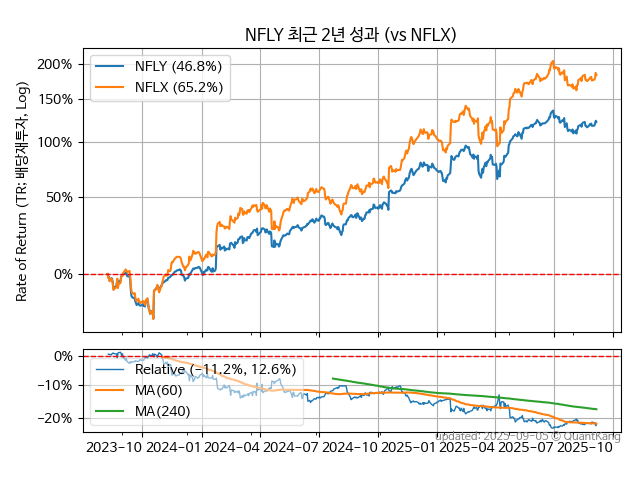 NFLY 최근 2년 성과 (vs NFLX)
Rate of Return (TR: 배당재투자, Log)
200%
150%
100%
50%
0%
NFLY (46.8%)
NFLX (65.2%)
0%
−10%
−20%
Relative (−11.2%, 12.6%)
MA(60)
MA(240)
2023-10 2024-01 2024-04 2024-07 2024-10 2025-01 2025-04 2025-07 2025-10
updated: 2025-09-05 © QuantKang